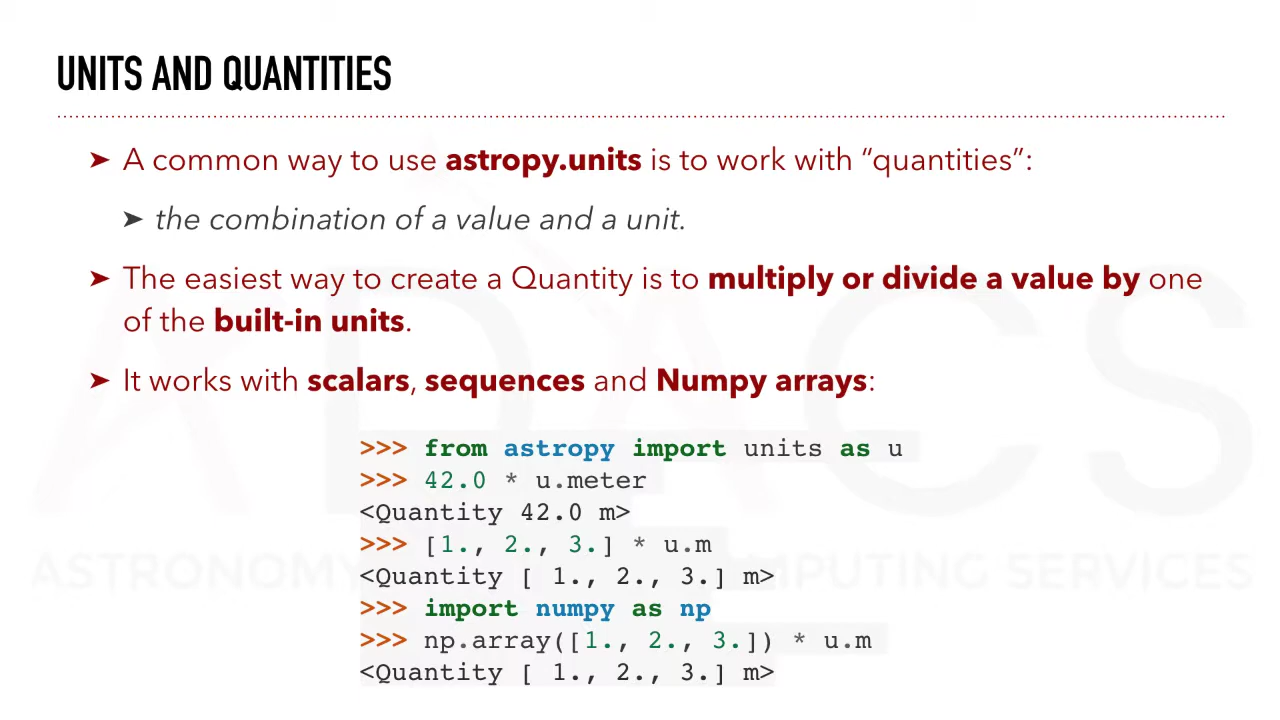 UNITS AND QUANTITIES
➤ A common way to use astropy.units is to work with “quantities”:
➤ the combination of a value and a unit.
➤ The easiest way to create a Quantity is to multiply or divide a value by one
of the built-in units.
➤ It works with scalars, sequences and Numpy arrays:
>>> from astropy import units as u
>>> 42.0 * u.meter
<Quantity 42.0 m>
>>> [1., 2., 3.] * u.m
<Quantity [ 1., 2., 3.] m>
>>> import numpy as np
>>> np.array([1., 2., 3.]) * u.m
<Quantity [ 1., 2., 3.] m>
ADACS
ASTRONOMY MPUTING SERVICES